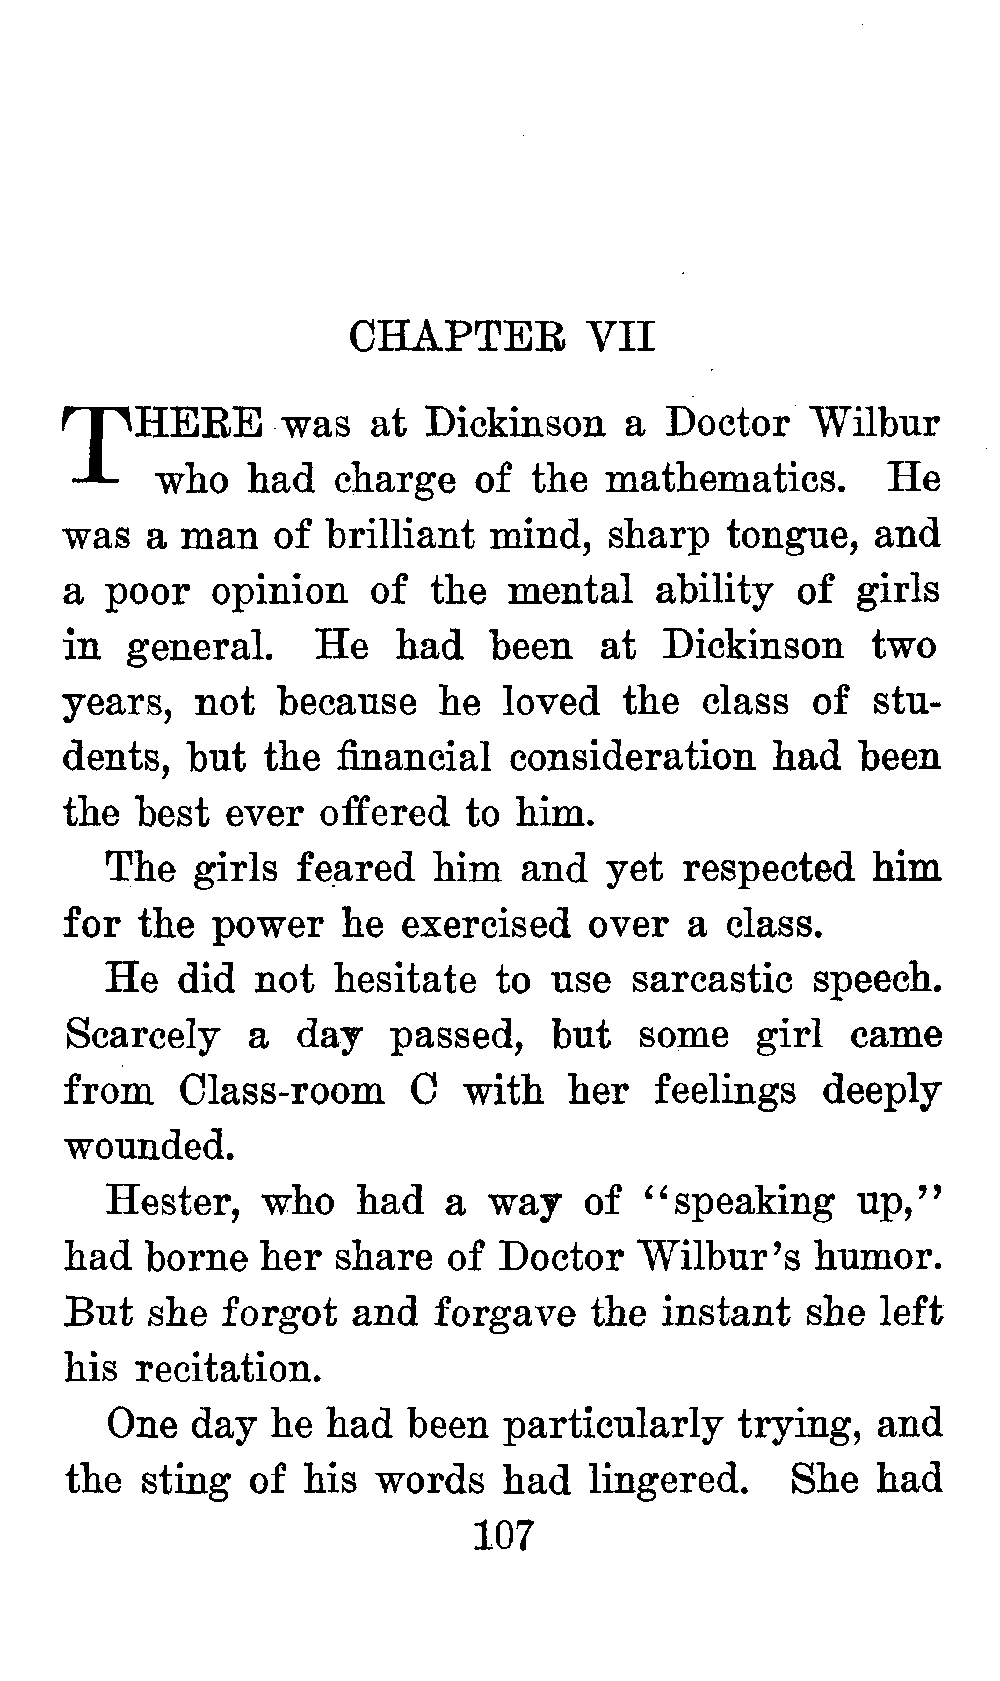 CHAPTER VII
THERE was at Dickinson a Doctor Wilbur
who had charge of the mathematics. He
was a man of brilliant mind, sharp tongue, and
a poor opinion of the mental ability of girls
in general. He had been at Dickinson two
years, not because he loved the class of stu-
dents, but the financial consideration had been
the best ever offered to him.
The girls feared him and yet respected him
for the power he exercised over a class.
He did not hesitate to use sarcastic speech.
Scarcely a day passed, but some girl came
from Class-room C with her feelings deeply
wounded.
Hester, who had a way of “speaking up,”
had borne her share of Doctor Wilbur’s humor.
But she forgot and forgave the instant she left
his recitation.
One day he had been particularly trying, and
the sting of his words had lingered. She had
107